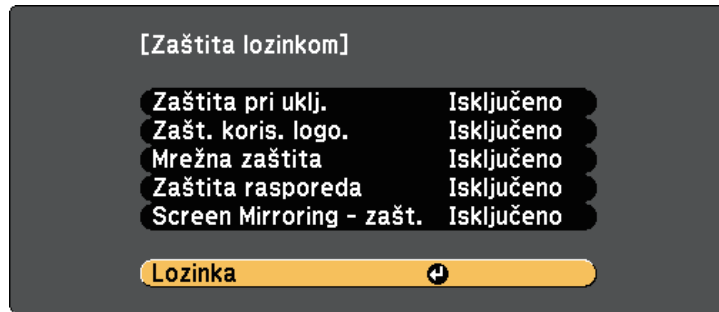 [Zaštita lozinkom]
Zaštita pri uklj. Isključeno
Zašt. koris. logo. Isključeno
Mrežna zaštita Isključeno
Zaštita rasporeda Isključeno
Screen Mirroring - zašt. Isključeno
Lozinka